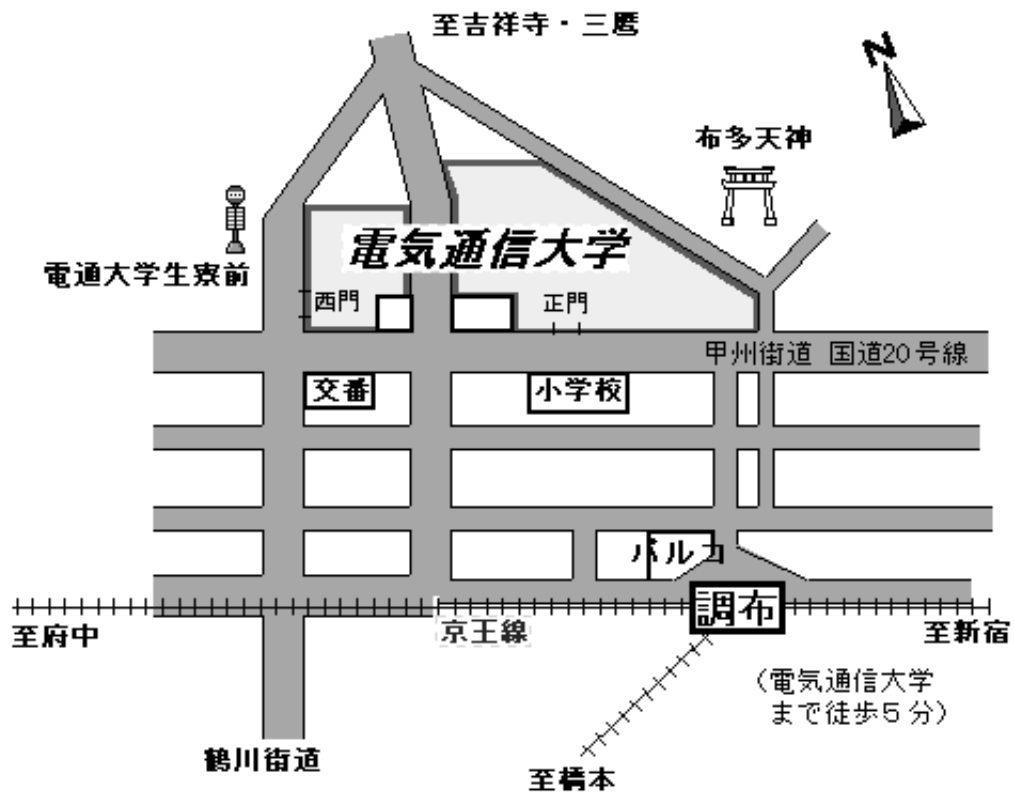 至吉祥寺・三鷹
N
布多天神
電気通信大学
電通大学生寮前
西門
正門
甲州街道 国道20号線
交番
小学校
パルコ
調布
至府中
京王線
至新宿
(電気通信大学
まで徒歩5分)
鶴川街道
至橋本